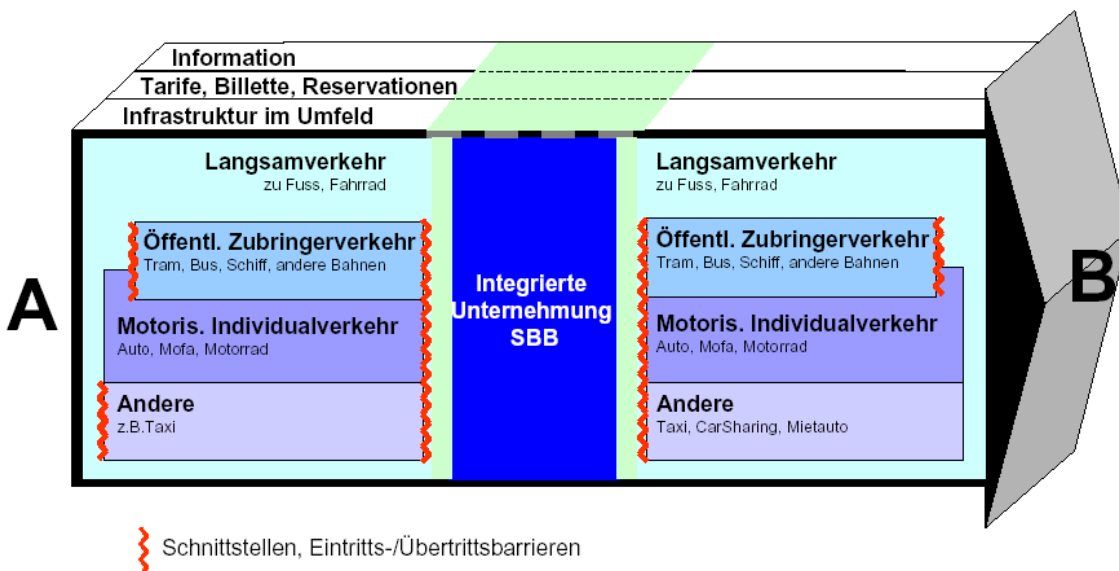 Information
Tarife, Billette, Reservationen
Infrastruktur im Umfeld
A
Langsamverkehr
zu Fuss, Fahrrad
Öffentl. Zubringerverkehr
Tram, Bus, Schiff, andere Bahnen
Motoris. Individualverkehr
Auto, Mofa, Motorrad
Andere
z.B.Taxi
Integrierte
Unternehmung
SBB
Langsamverkehr
zu Fuss, Fahrrad
Öffentl. Zubringerverkehr
Tram, Bus, Schiff, andere Bahnen
Motoris. Individualverkehr
Auto, Mofa, Motorrad
Andere
Taxi, CarSharing, Mietauto
B
Schnittstellen, Eintritts-/Übertrittsbarrieren